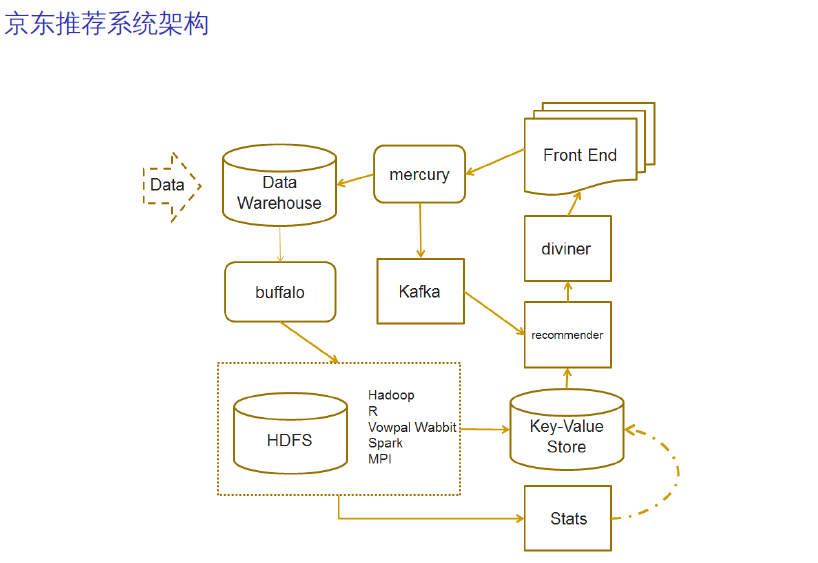 京东推荐系统架构
Data
Data
Warehouse
mercury
Front End
diviner
buffalo
Kafka
recommender
HDFS
Hadoop
R
Vowpal Wabbit
Spark
MPI
Key-Value
Store
Stats